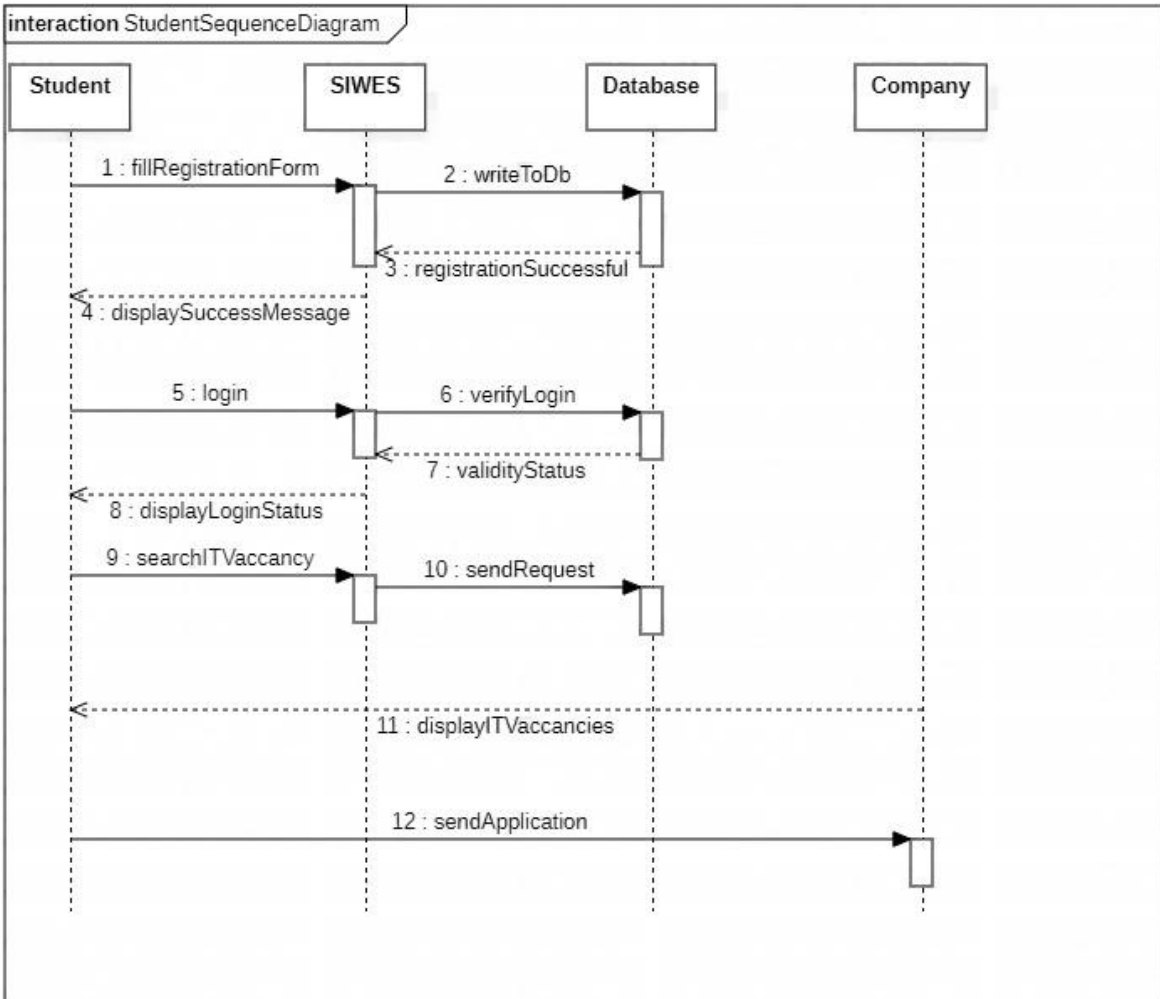 interaction StudentSequenceDiagram
Student
SIWES
Database
Company
1 : fillRegistrationForm
2 : writeToDb
3 : registrationSuccessful
4 : displaySuccessMessage
5 : login
6 : verifyLogin
7 : validityStatus
8 : displayLoginStatus
9 : searchITVaccancy
10 : sendRequest
11 : displayITVaccancies
12 : sendApplication